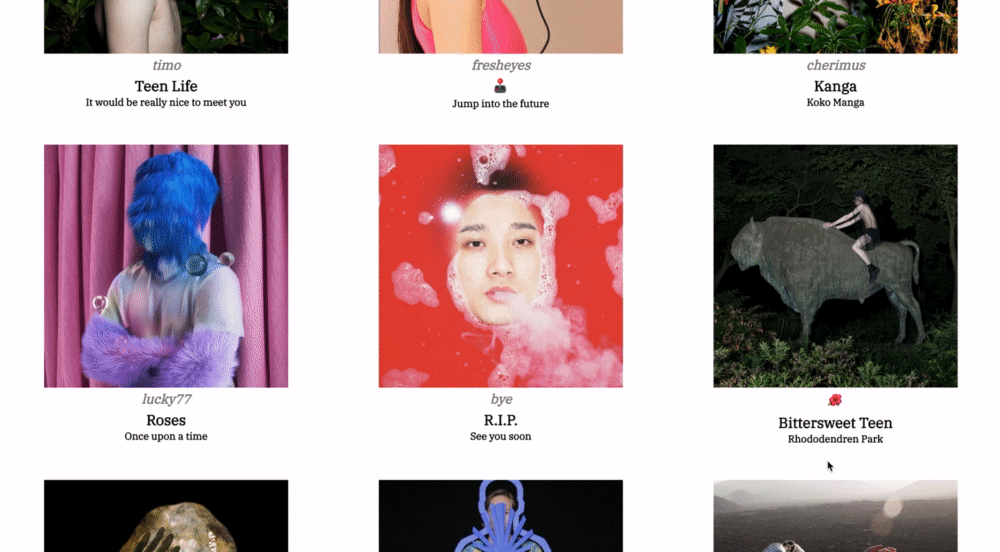 timo
fresheyes
cherimus
Teen Life
🕹️
Kanga
It would be really nice to meet you
Jump into the future
Koko Manga
lucky77
bye
🌺
Roses
R.I.P.
Bittersweet Teen
Once upon a time
See you soon
Rhododendren Park